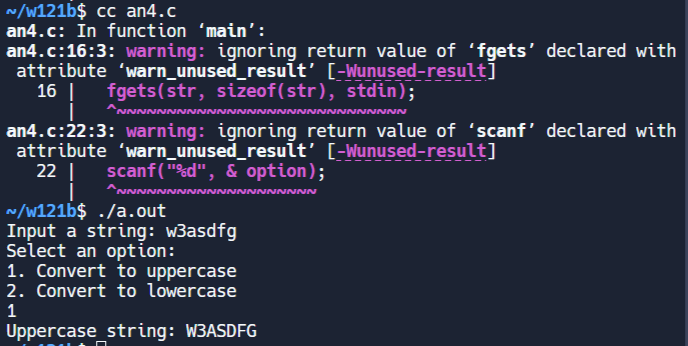 ~/w121b$ cc an4.c
an4.c: In function ‘main’:
an4.c:16:3: warning: ignoring return value of ‘fgets’ declared with
 attribute ‘warn_unused_result’ [-Wunused-result]
   16 |   fgets(str, sizeof(str), stdin);
      |   ^~~~~~~~~~~~~~~~~~~~~~~~~~~~~~
an4.c:22:3: warning: ignoring return value of ‘scanf’ declared with
 attribute ‘warn_unused_result’ [-Wunused-result]
   22 |   scanf("%d", & option);
      |   ^~~~~~~~~~~~~~~~~~~~~
~/w121b$ ./a.out
Input a string: w3asdfg
Select an option:
1. Convert to uppercase
2. Convert to lowercase
1
Uppercase string: W3ASDFG